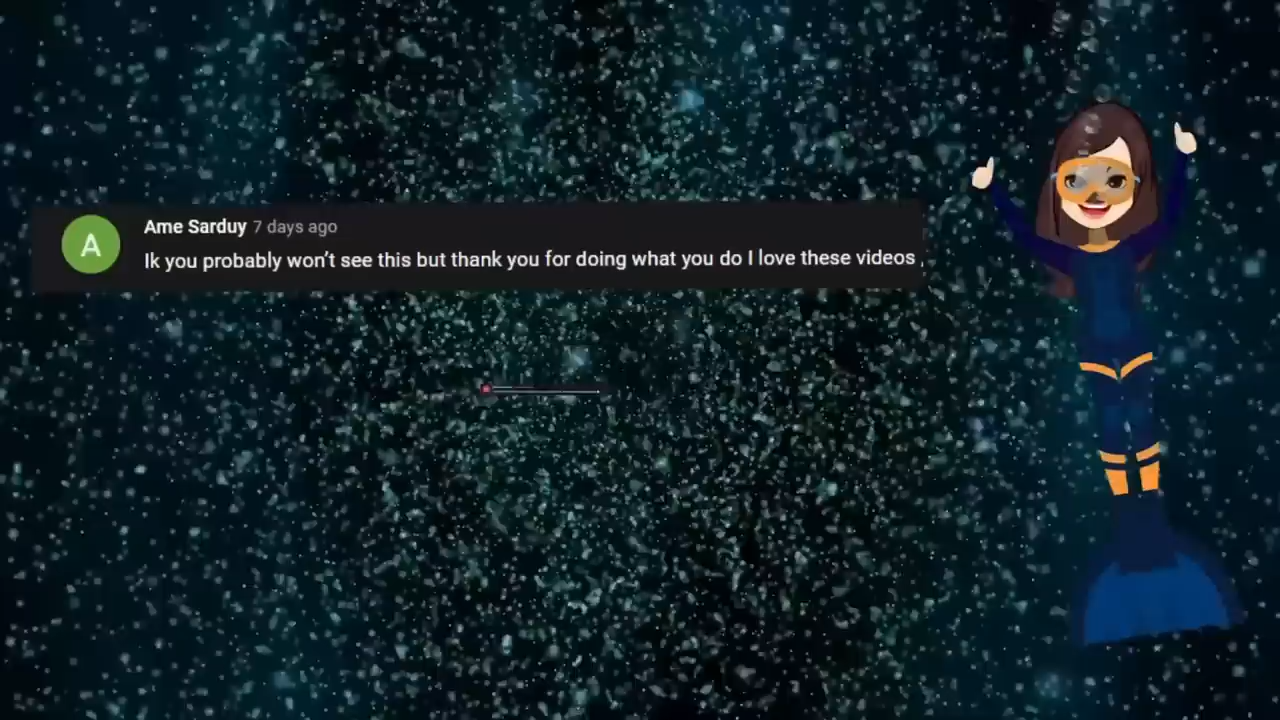 A
Ame Sarduy 7 days ago
Ik you probably won't see this but thank you for doing what you do I love these videos ,